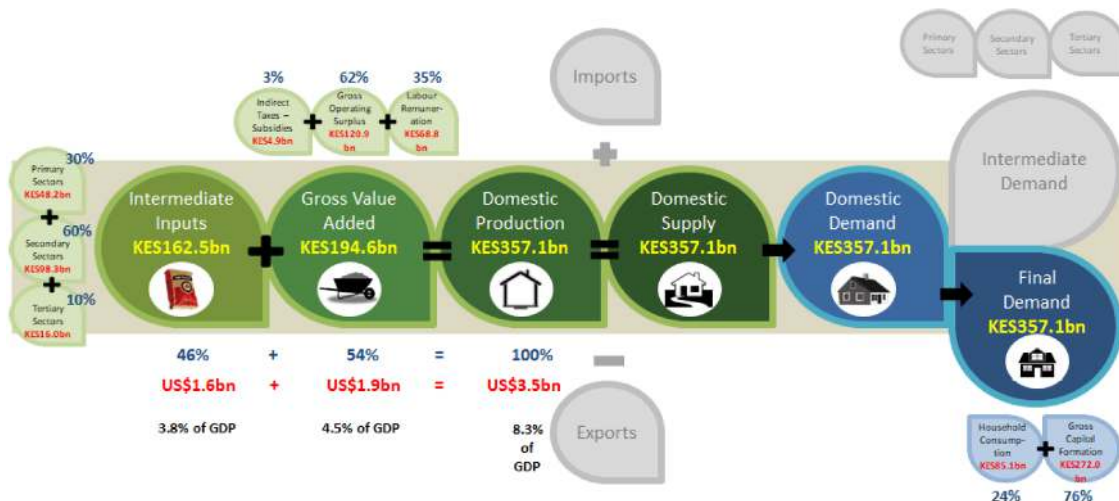 Primary
Sectors
Secondary
Sectors
Tertiary
Sectors
Imports
3%
62%
35%
Indirect
Taxes –
Subsidies
KES4.9bn
Gross
Operating
Surplus
KES120.9
bn
Labour
Remuner-
ation
KES68.8
bn
30%
Primary
Sectors
KES48.2bn
60%
Secondary
Sectors
KES98.3bn
10%
Tertiary
Sectors
KES16.0bn
Intermediate
Inputs
KES162.5bn
+
Gross Value
Added
KES194.6bn
=
Domestic
Production
KES357.1bn
=
Domestic
Supply
KES357.1bn
Domestic
Demand
KES357.1bn
Intermediate
Demand
Final
Demand
KES357.1bn
46% + 54% = 100%
US$1.6bn + US$1.9bn = US$3.5bn
3.8% of GDP
4.5% of GDP
8.3%
of
GDP
Exports
Household
Consump-
tion
KES85.1bn
Gross
Capital
Formation
KES272.0
bn
24%
76%